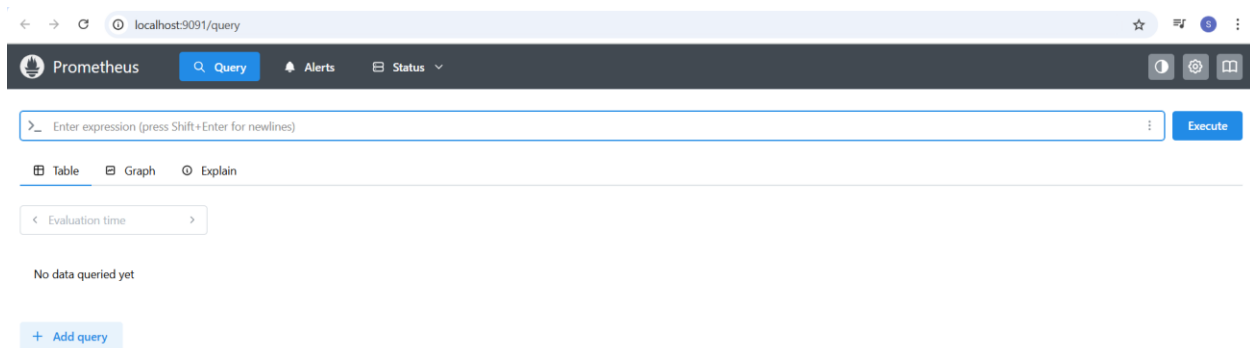 localhost:9091/query
S
Prometheus Query Alerts Status
>_ Enter expression (press Shift+Enter for newlines) Execute
Table Graph Explain
< Evaluation time >
No data queried yet
+ Add query